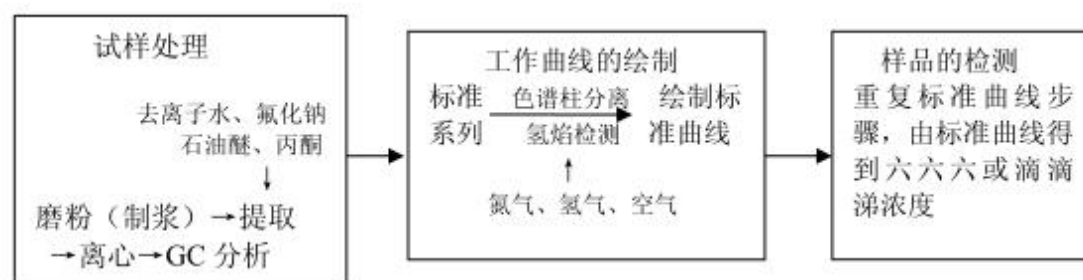 试样处理
去离子水、氟化钠
石油醚、丙酮
↓
磨粉（制浆）→提取
→离心→GC 分析
工作曲线的绘制
标准 色谱柱分离 绘制标
系列 氢焰检测 准曲线
↑
氮气、氢气、空气
样品的检测
重复标准曲线步
骤，由标准曲线得
到六六六或滴滴
涕浓度